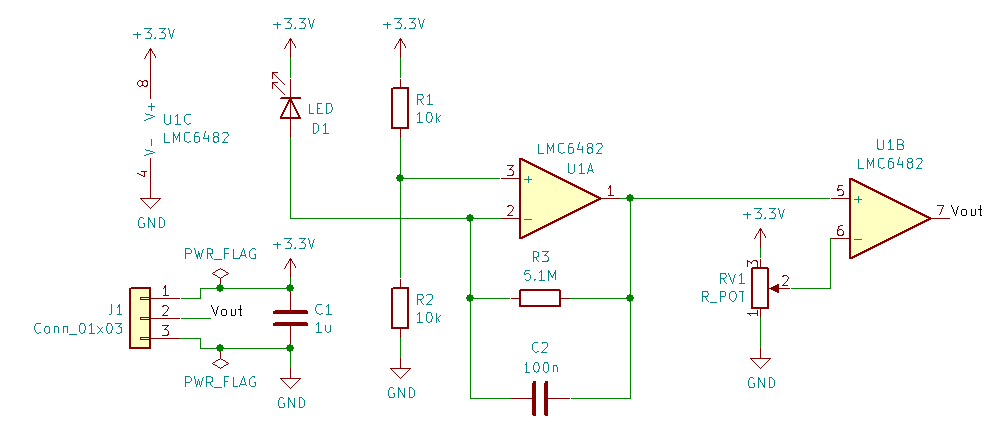 +3.3V
8
V+
V-
4
U1C
LMC6482
GND
+3.3V
LED
D1
+3.3V
R1
10k
R2
10k
GND
LMC6482
U1A
3
+
2
-
1
R3
5.1M
C2
100n
U1B
LMC6482
5
+
6
-
7
Vout
+3.3V
3
RV1
R_POT
2
1
GND
PWR_FLAG
+3.3V
J1
Conn_01x03
1
2
3
Vout
C1
1u
PWR_FLAG
GND